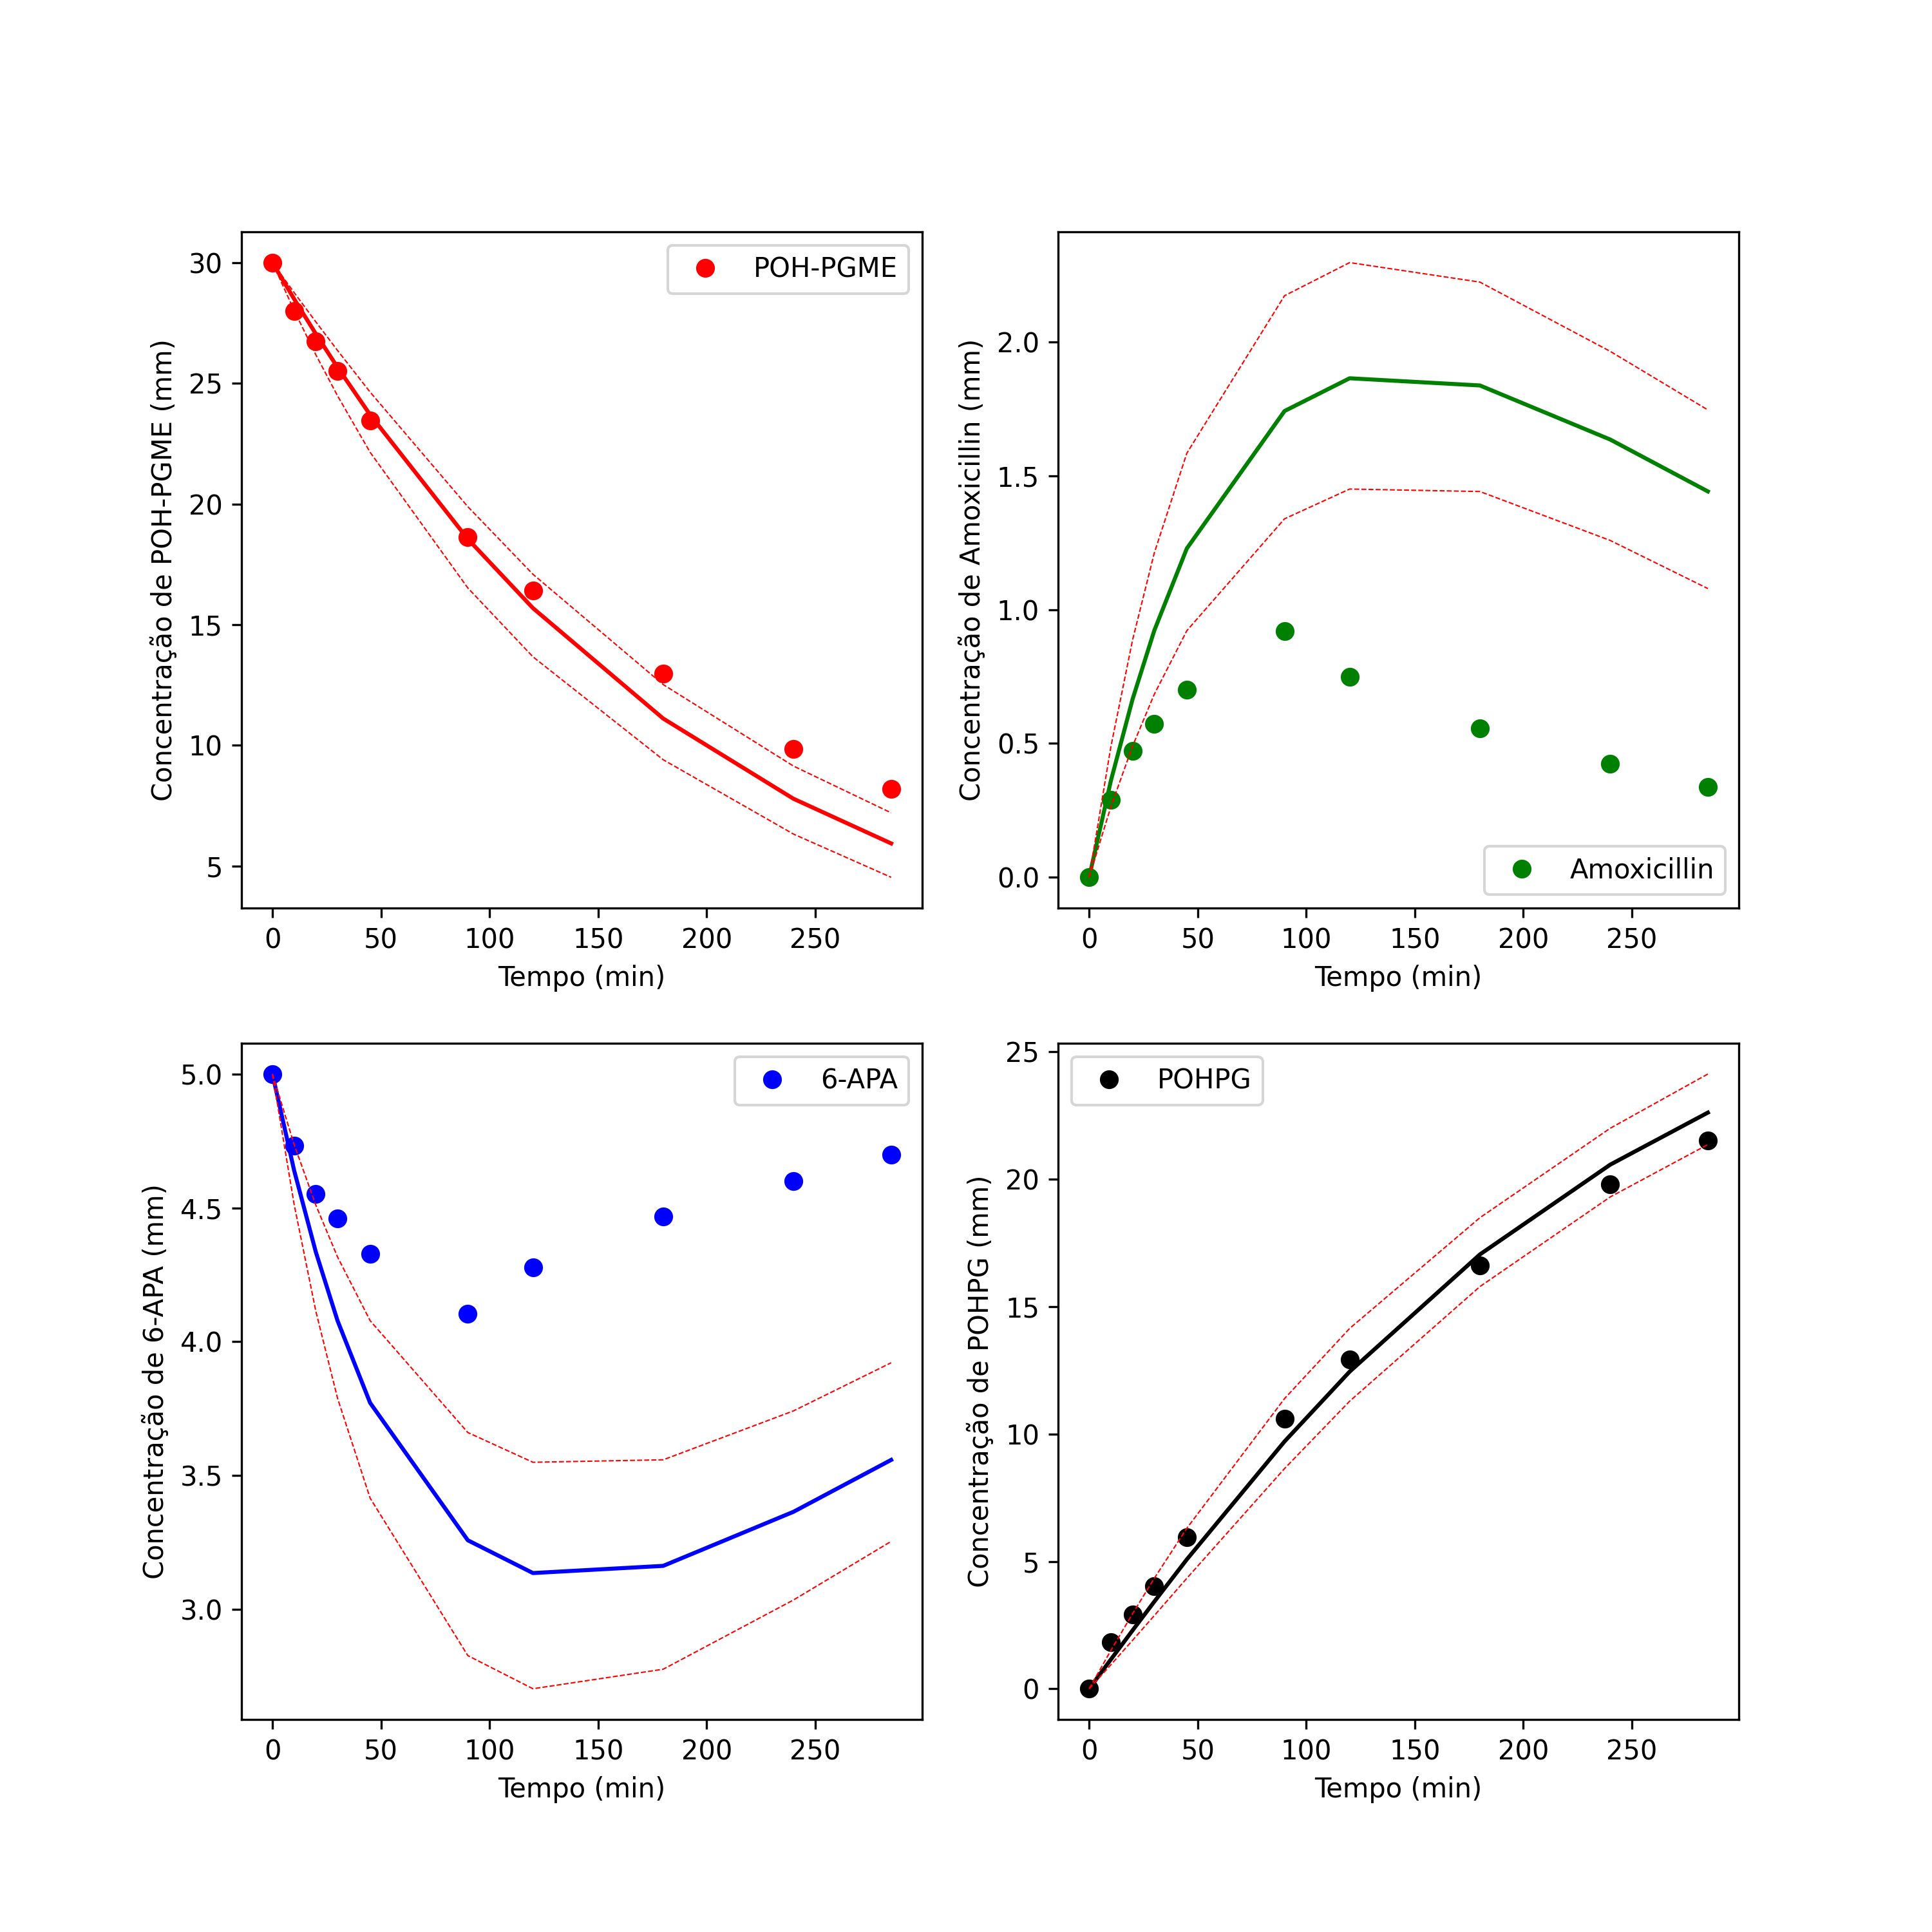 POH-PGME
Concentração de POH-PGME (mm)
30
25
20
15
10
5
0 50 100 150 200 250
Tempo (min)
Amoxicillin
Concentração de Amoxicillin (mm)
2.0
1.5
1.0
0.5
0.0
0 50 100 150 200 250
Tempo (min)
6-APA
Concentração de 6-APA (mm)
5.0
4.5
4.0
3.5
3.0
0 50 100 150 200 250
Tempo (min)
POHPG
Concentração de POHPG (mm)
25
20
15
10
5
0
0 50 100 150 200 250
Tempo (min)